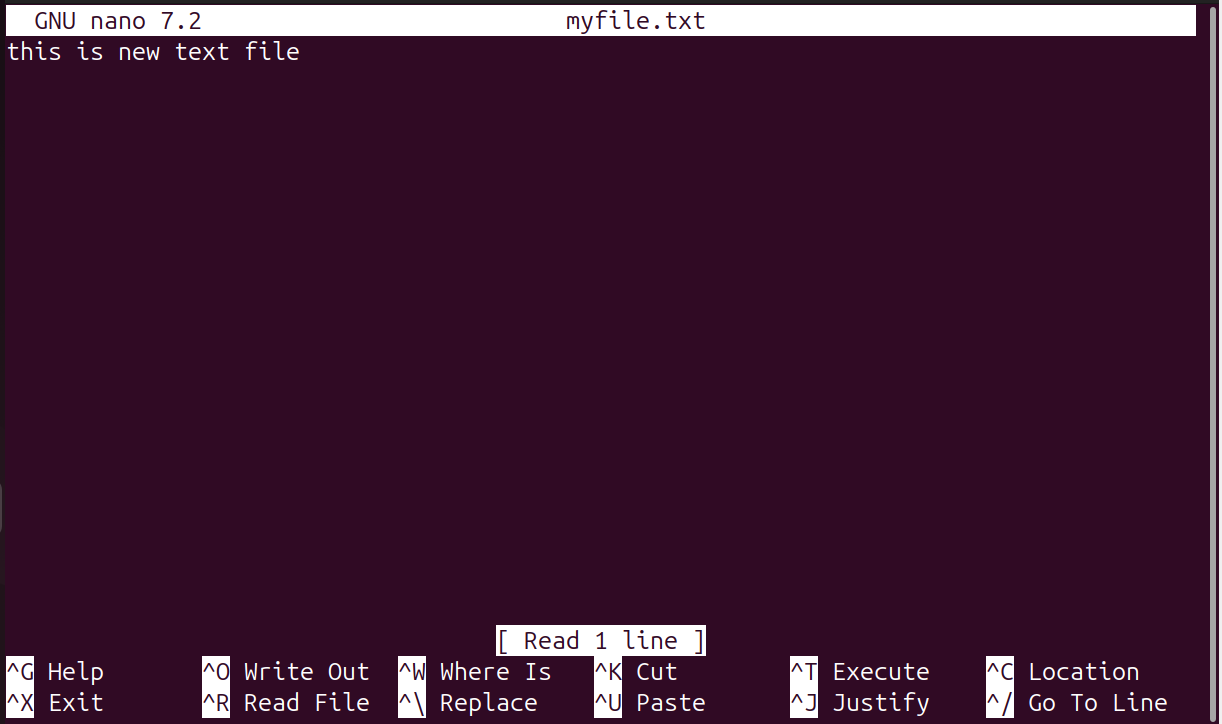 GNU nano 7.2 myfile.txt
this is new text file
[ Read 1 line ]
^G Help ^O Write Out ^W Where Is ^K Cut ^T Execute ^C Location
^X Exit ^R Read File ^\ Replace ^U Paste ^J Justify ^/ Go To Line